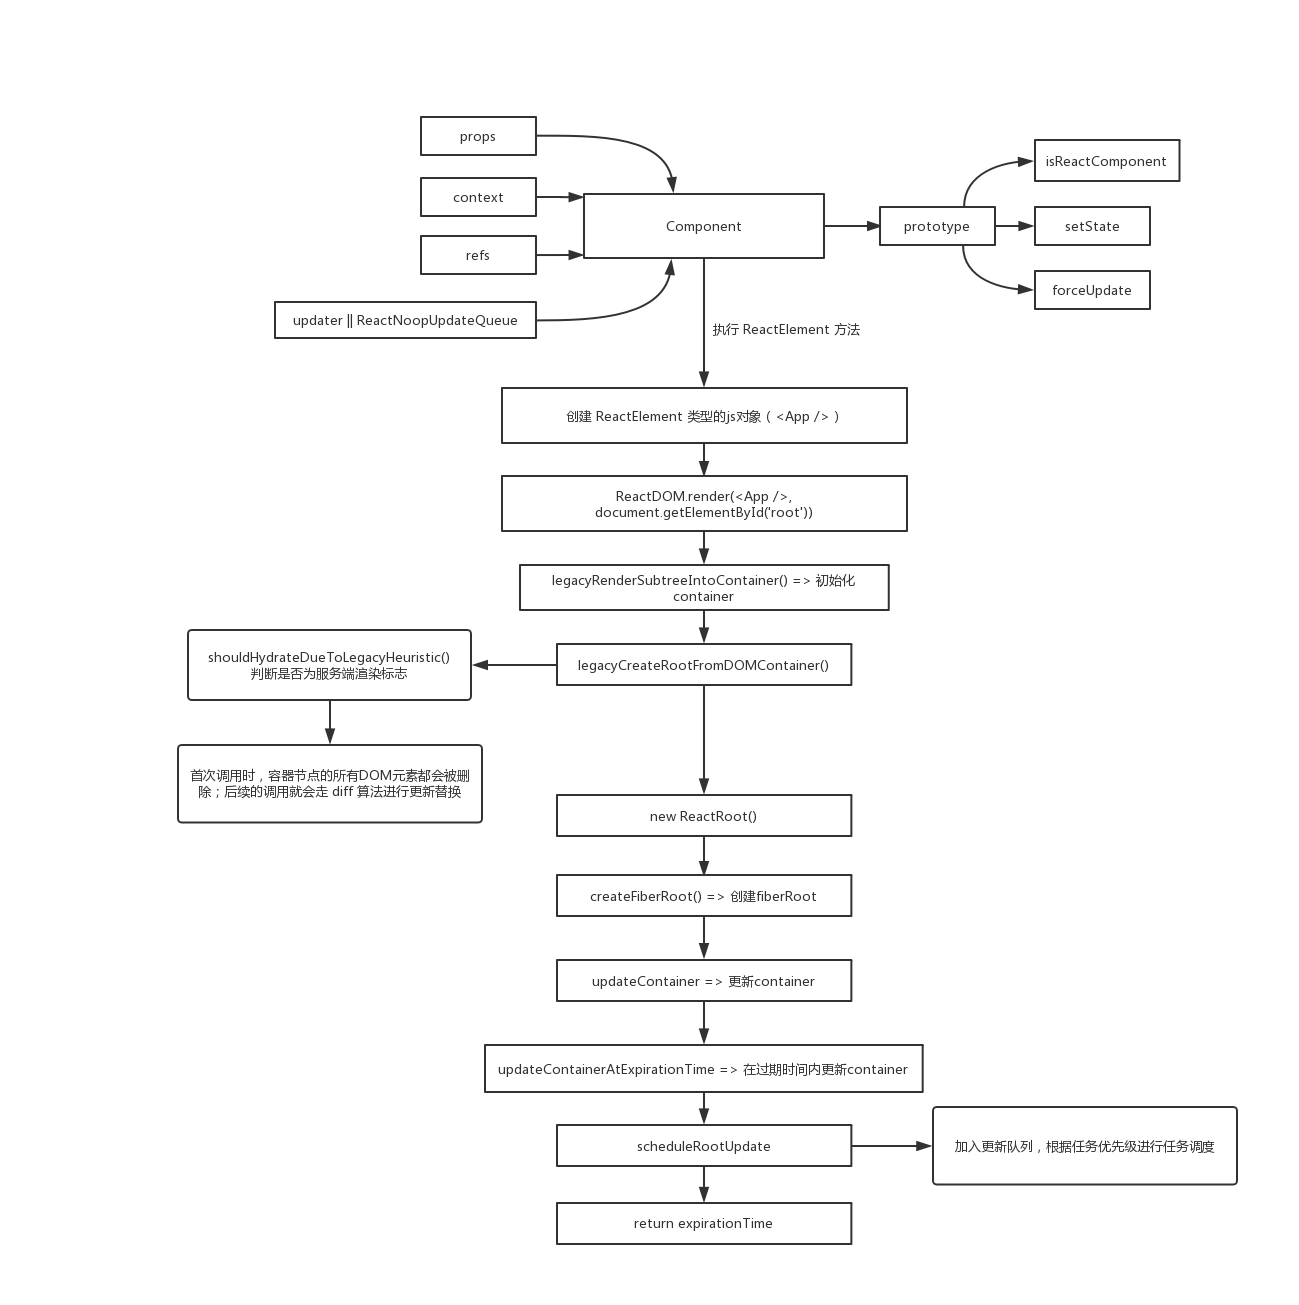 props
context
refs
updater || ReactNoopUpdateQueue
Component
prototype
isReactComponent
setState
forceUpdate
执行 ReactElement 方法
创建 ReactElement 类型的js对象（<App />）
ReactDOM.render(<App />,
document.getElementById('root'))
legacyRenderSubtreeIntoContainer() => 初始化
container
legacyCreateRootFromDOMContainer()
shouldHydrateDueToLegacyHeuristic()
判断是否为服务端渲染标志
首次调用时，容器节点的所有DOM元素都会被删
除；后续的调用就会走 diff 算法进行更新替换
new ReactRoot()
createFiberRoot() => 创建fiberRoot
updateContainer => 更新container
updateContainerAtExpirationTime => 在过期时间内更新container
scheduleRootUpdate
加入更新队列，根据任务优先级进行任务调度
return expirationTime